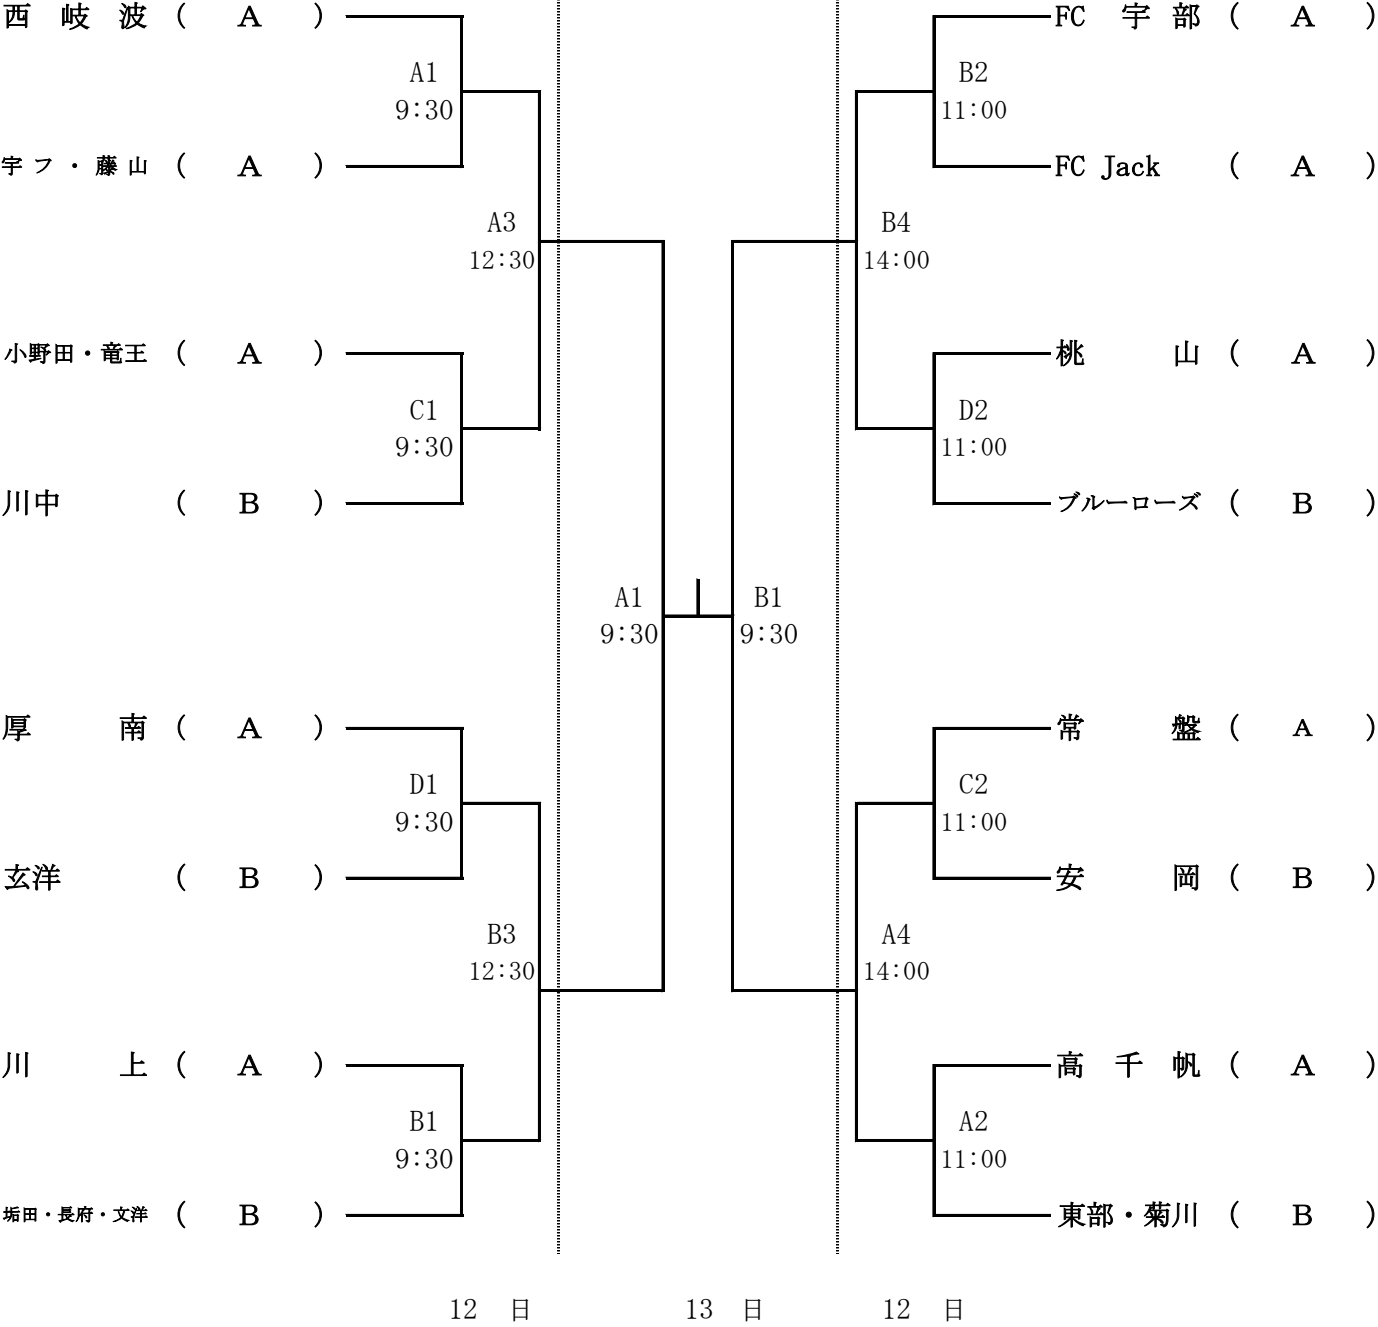 西 岐 波 ( A ) FC 宇 部 ( A )
A1 B2
9:30 11:00
宇フ・藤山 ( A ) FC Jack ( A )
A3 B4
12:30 14:00
小野田・竜王 ( A ) 桃 山 ( A )
C1 D2
9:30 11:00
川中 ( B ) ブルーローズ ( B )
A1 B1
9:30 9:30
厚 南 ( A ) 常 盤 ( A )
D1 C2
9:30 11:00
玄洋 ( B ) 安 岡 ( B )
B3 A4
12:30 14:00
川 上 ( A ) 高 千 帆 ( A )
B1 A2
9:30 11:00
垢田・長府・文洋 ( B ) 東部・菊川 ( B )
12 日 13 日 12 日